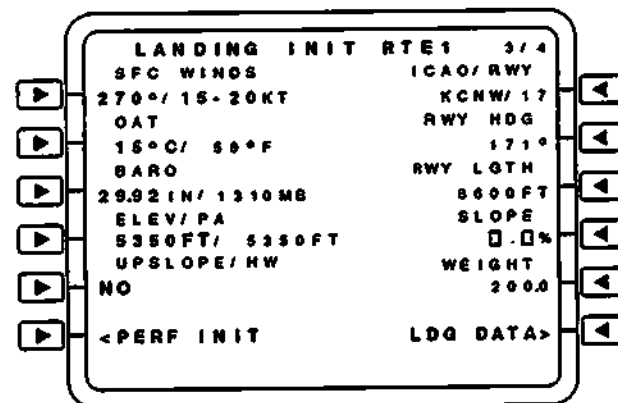 LANDING INIT RTE1 3/4
SFC WINDS ICAO/RWY
270°/15-20KT KCNW/17
OAT RWY HDG
15°C/ 59°F 171°
BARO RWY LGTH
29.92IN/1310MB 8600FT
ELEV/PA SLOPE
5350FT/ 5350FT 0.0%
UPSLOPE/HW WEIGHT
NO 200.0
<PERF INIT LDG DATA>